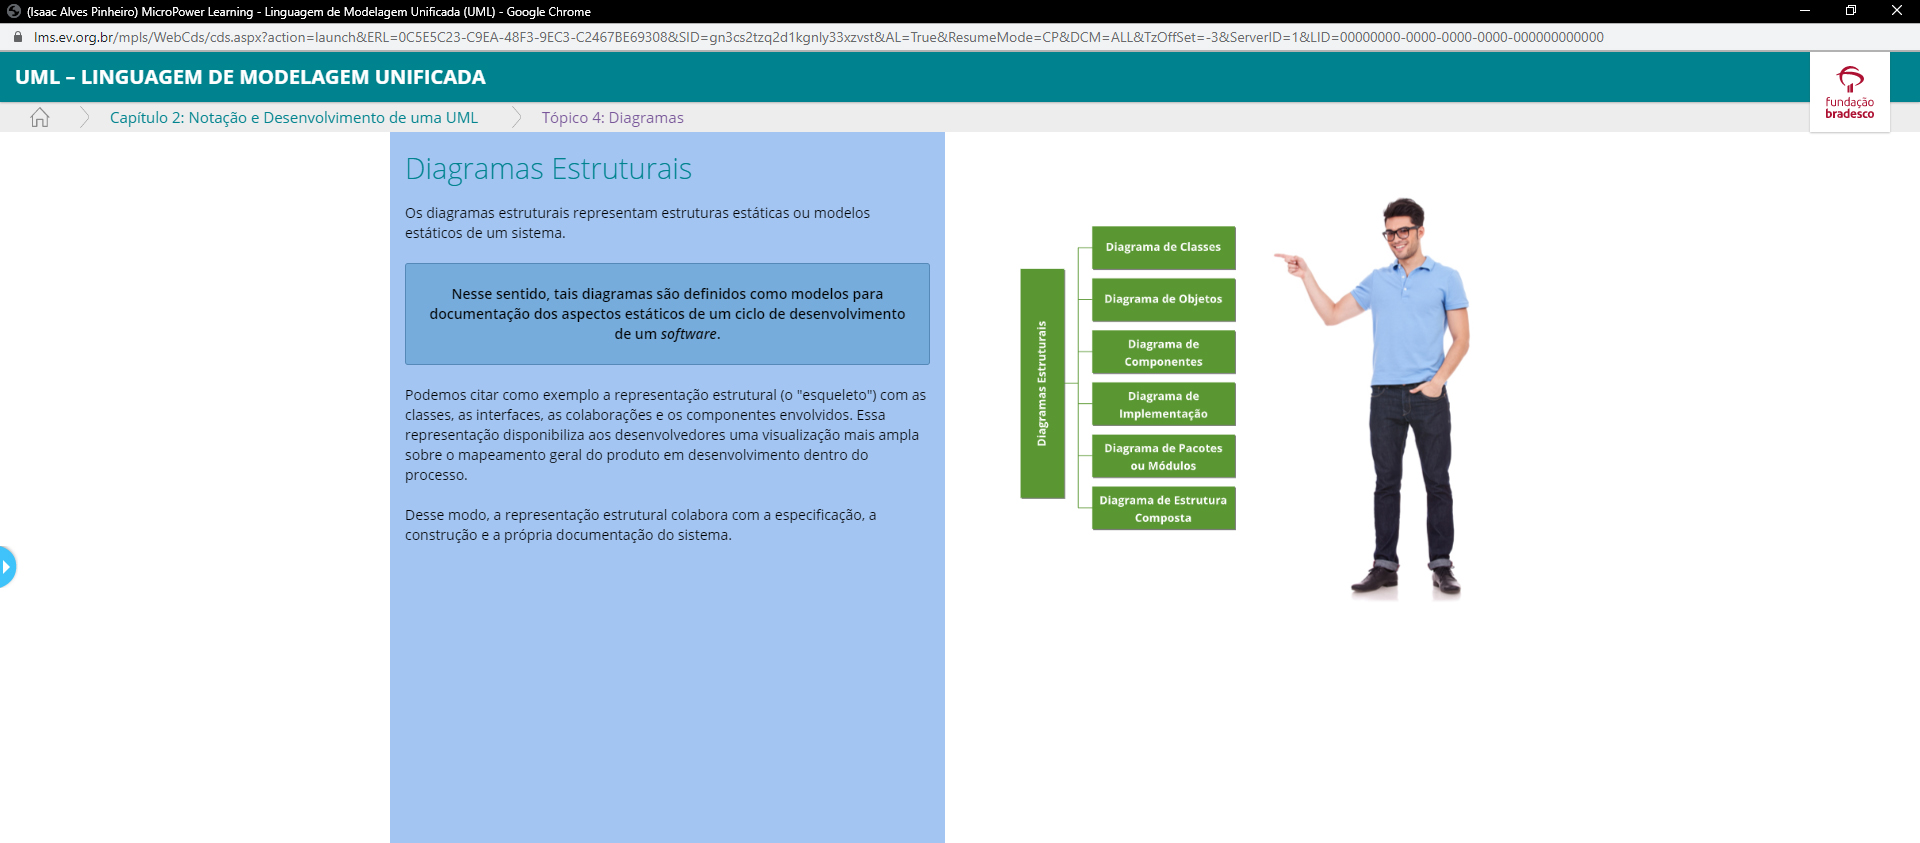 (Isaac Alves Pinheiro) MicroPower Learning - Linguagem de Modelagem Unificada (UML) - Google Chrome
lms.ev.org.br/mpls/WebCds/cds.aspx?action=launch&ERL=0C5E5C23-C9EA-48F3-9EC3-C2467BE69308&SID=gn3cs2tzq2d1kgnly33xzvst&AL=True&ResumeMode=CP&DCM=ALL&TzOffSet=-3&ServerID=1&LID=00000000-0000-0000-0000-000000000000
UML – LINGUAGEM DE MODELAGEM UNIFICADA
fundação
bradesco
Capítulo 2: Notação e Desenvolvimento de uma UML
Tópico 4: Diagramas
Diagramas Estruturais
Os diagramas estruturais representam estruturas estáticas ou modelos
estáticos de um sistema.
Nesse sentido, tais diagramas são definidos como modelos para
documentação dos aspectos estáticos de um ciclo de desenvolvimento
de um software.
Podemos citar como exemplo a representação estrutural (o "esqueleto") com as
classes, as interfaces, as colaborações e os componentes envolvidos. Essa
representação disponibiliza aos desenvolvedores uma visualização mais ampla
sobre o mapeamento geral do produto em desenvolvimento dentro do
processo.
Desse modo, a representação estrutural colabora com a especificação, a
construção e a própria documentação do sistema.
Diagramas Estruturais
Diagrama de Classes
Diagrama de Objetos
Diagrama de
Componentes
Diagrama de
Implementação
Diagrama de Pacotes
ou Módulos
Diagrama de Estrutura
Composta